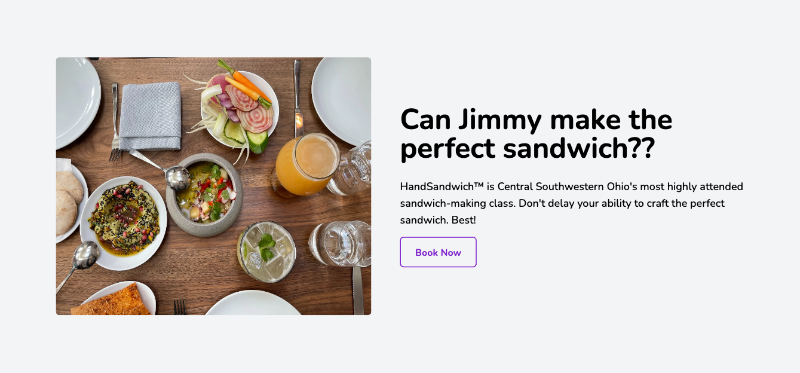 Can Jimmy make the
perfect sandwich??
HandSandwich™ is Central Southwestern Ohio's most highly attended
sandwich-making class. Don't delay your ability to craft the perfect
sandwich. Best!
Book Now